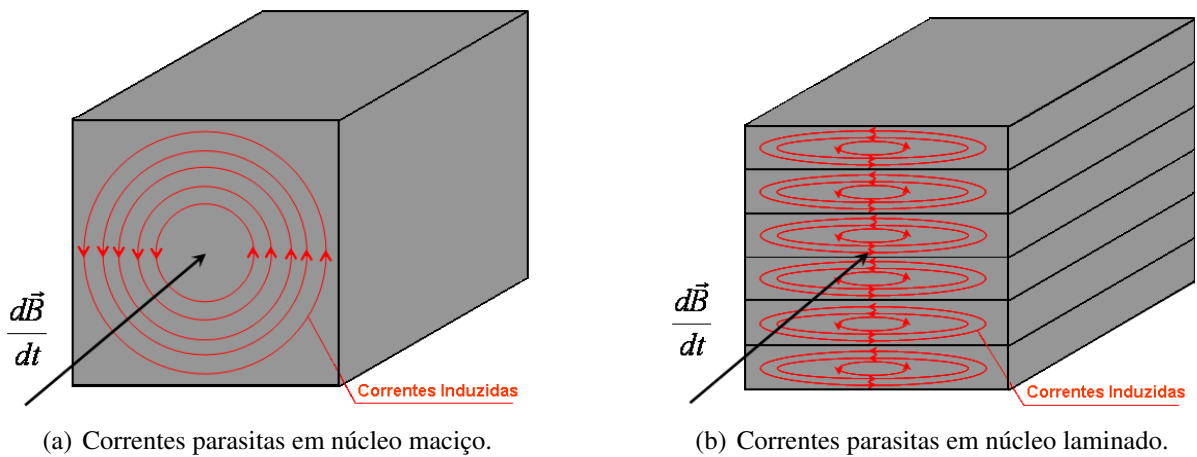 dB⃗
dt
Correntes Induzidas
(a) Correntes parasitas em núcleo maciço.
dB⃗
dt
Correntes Induzidas
(b) Correntes parasitas em núcleo laminado.